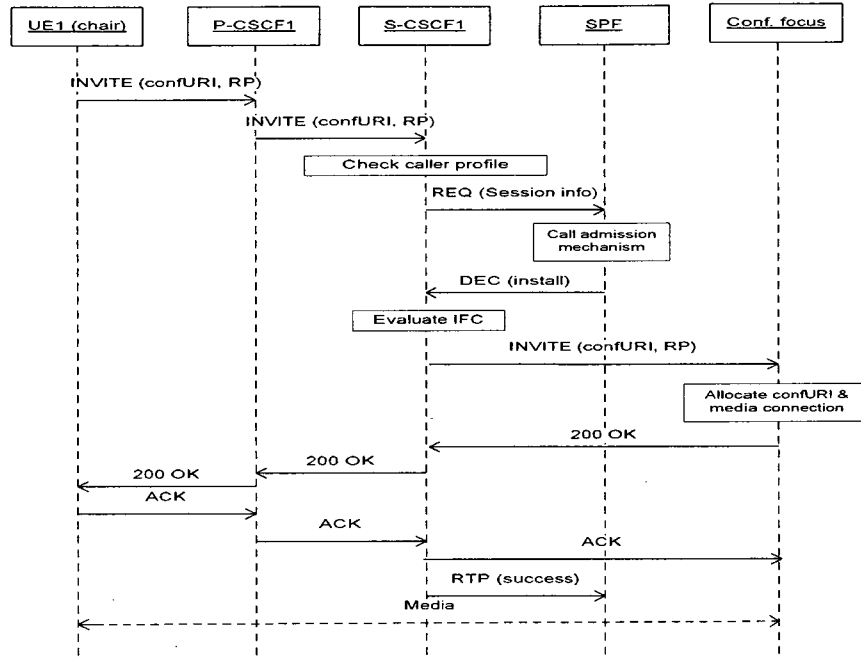 UE1 (chair)
P-CSCF1
S-CSCF1
SPF
Conf. focus
INVITE (confURI, RP)
INVITE (confURI, RP)
Check caller profile
REQ (Session info)
Call admission
mechanism
DEC (install)
Evaluate IFC
INVITE (confURI, RP)
Allocate confURI &
media connection
200 OK
200 OK
200 OK
ACK
ACK
ACK
RTP (success)
Media